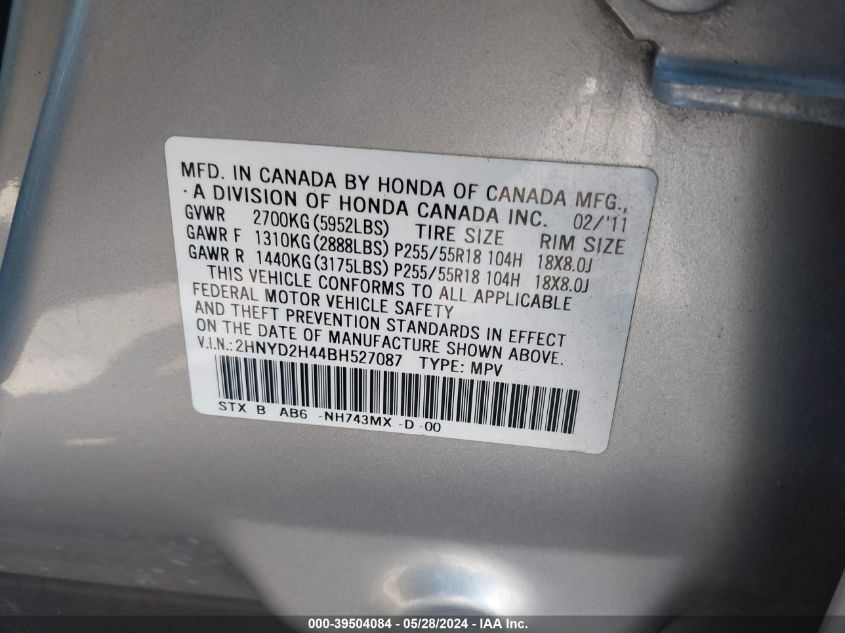 MFD. IN CANADA BY HONDA OF CANADA MFG.,
A DIVISION OF HONDA CANADA INC. 02/'11
GVWR 2700KG(5952LBS) TIRE SIZE RIM SIZE
GAWR F 1310KG(2888LBS) P255/55R18 104H 18X8.0J
GAWR R 1440KG(3175LBS) P255/55R18 104H 18X8.0J
THIS VEHICLE CONFORMS TO ALL APPLICABLE
FEDERAL MOTOR VEHICLE SAFETY
AND THEFT PREVENTION STANDARDS IN EFFECT
ON THE DATE OF MANUFACTURE SHOWN ABOVE.
V.I.N.:2HNYD2H44BH527087 TYPE: MPV
STX B AB6 -NH743MX -D -00
000-39504084 - 05/28/2024 - IAA Inc.